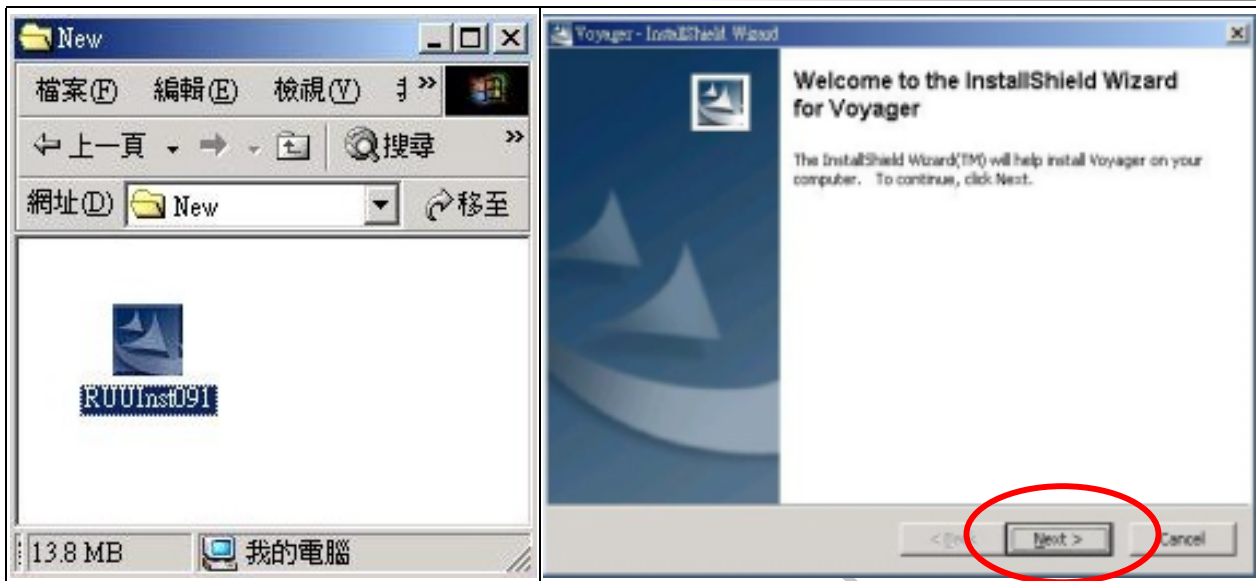 New
檔案(F) 編輯(E) 檢視(V) »
上一頁 搜尋 »
網址(D) New 移至
RUUInst091
13.8 MB 我的電腦
Voyager - InstallShield Wizard
Welcome to the InstallShield Wizard
for Voyager
The InstallShield Wizard(TM) will help install Voyager on your
computer. To continue, click Next.
Next > Cancel